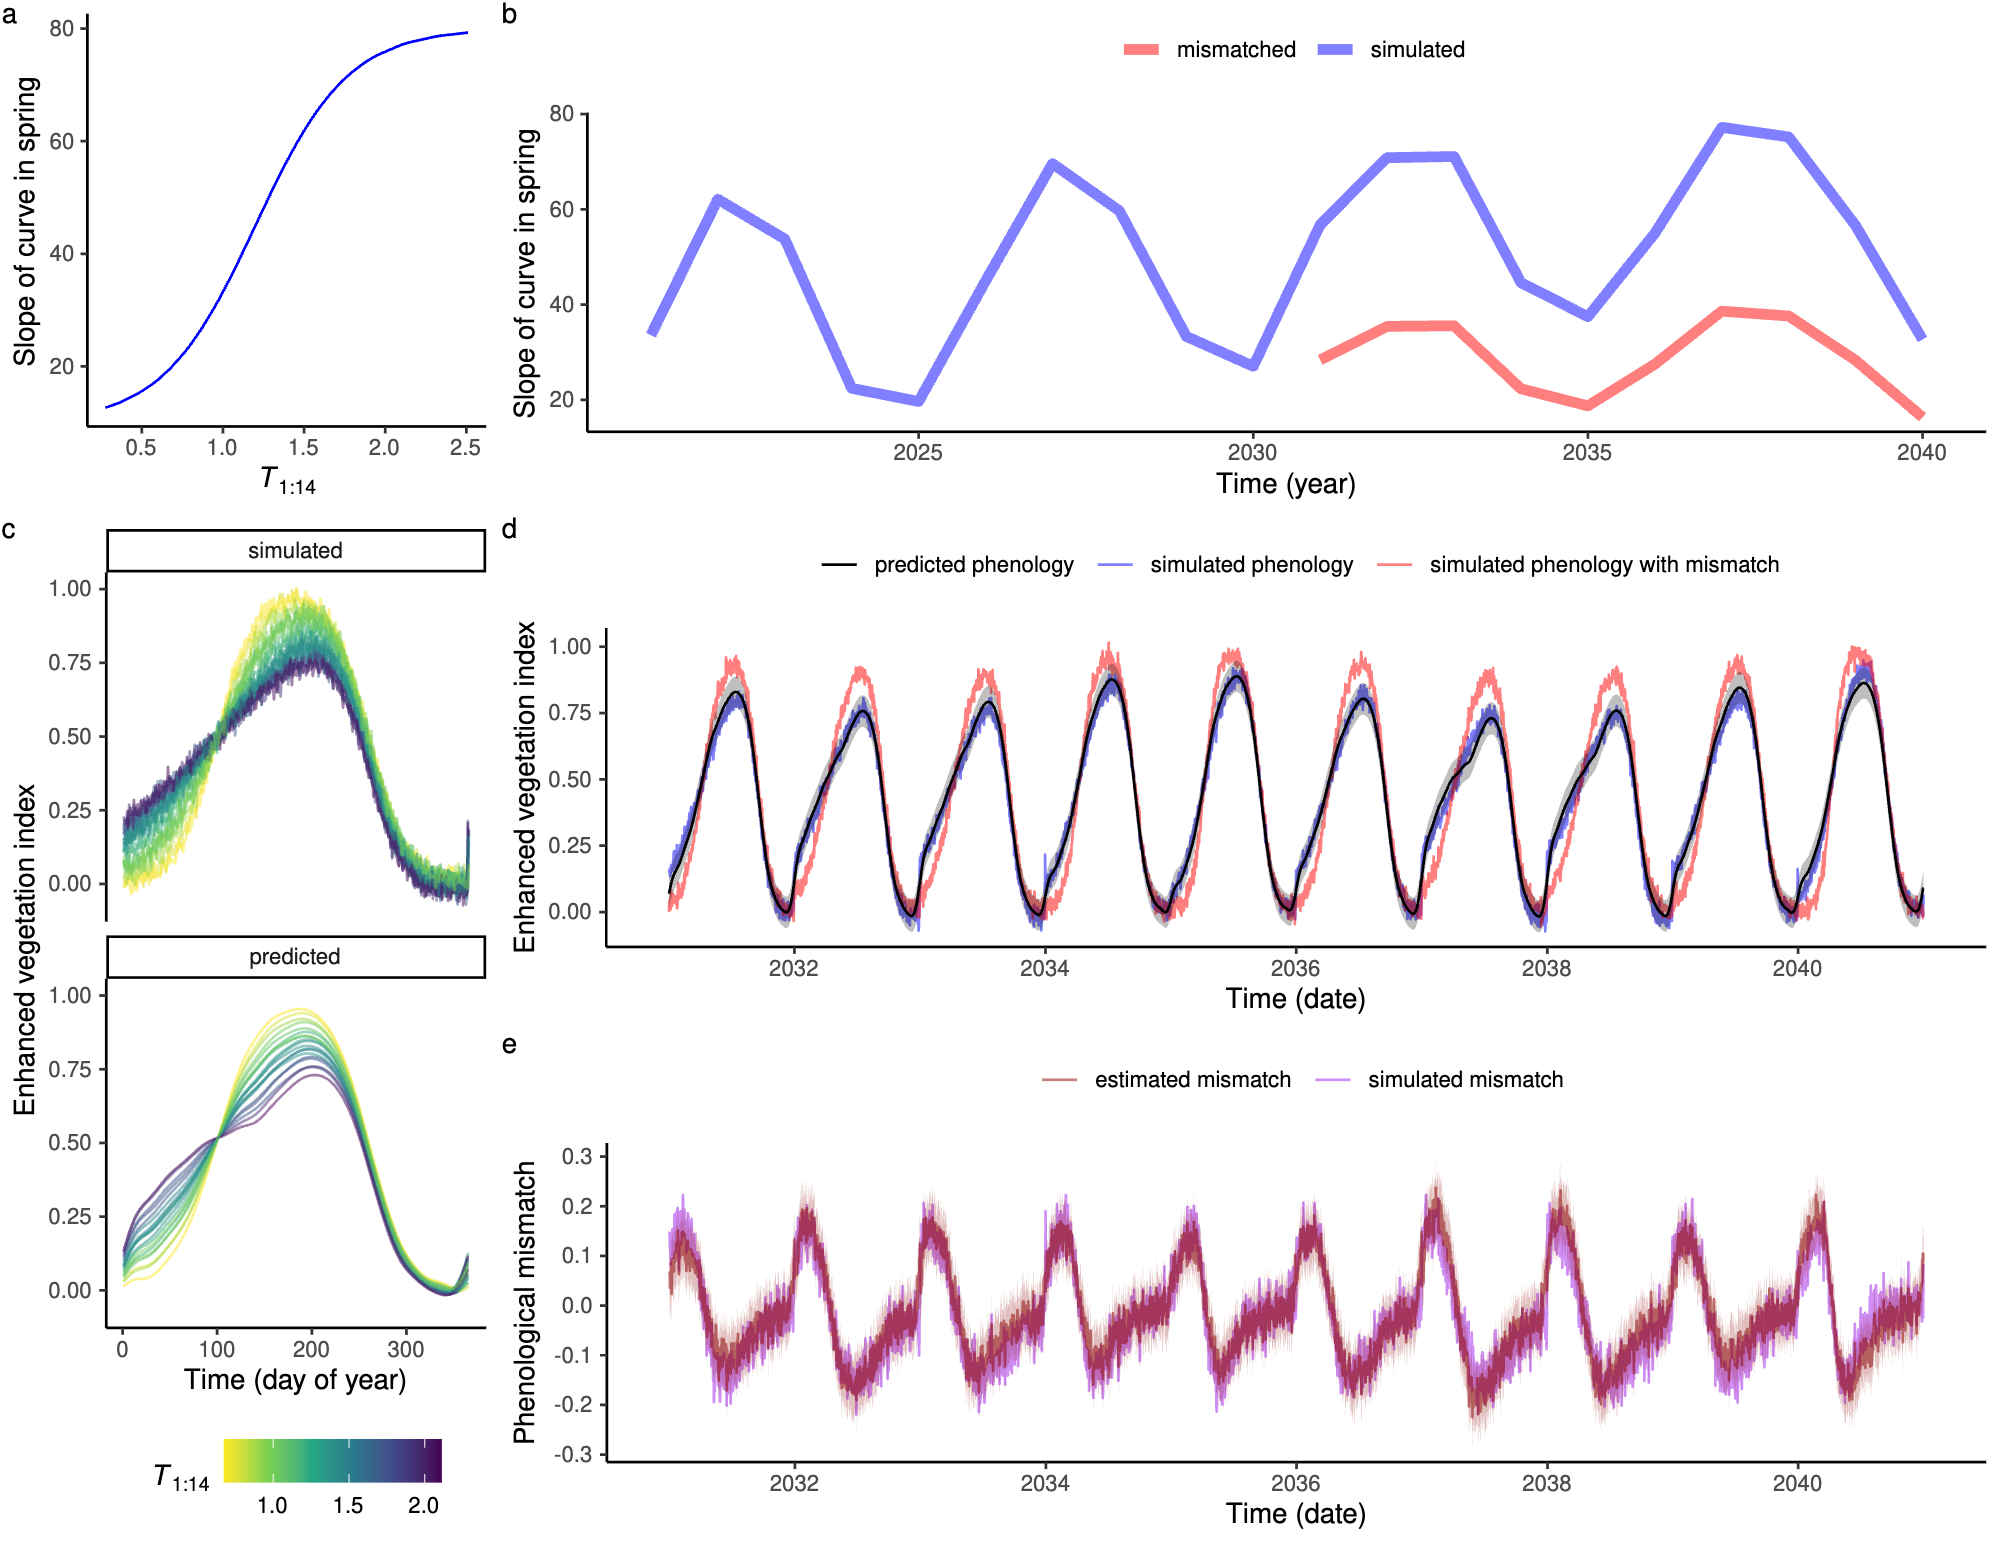 a
Slope of curve in spring
80
60
40
20
0.5 1.0 1.5 2.0 2.5
T 1:14
b
mismatched simulated
Slope of curve in spring
80
60
40
20
2025 2030 2035 2040
Time (year)
c
Enhanced vegetation index
simulated
1.00
0.75
0.50
0.25
0.00
predicted
1.00
0.75
0.50
0.25
0.00
0 100 200 300
Time (day of year)
T 1:14
1.0 1.5 2.0
d
predicted phenology simulated phenology simulated phenology with mismatch
Enhanced vegetation index
1.00
0.75
0.50
0.25
0.00
2032 2034 2036 2038 2040
Time (date)
e
estimated mismatch simulated mismatch
Phenological mismatch
0.3
0.2
0.1
0.0
-0.1
-0.2
-0.3
2032 2034 2036 2038 2040
Time (date)